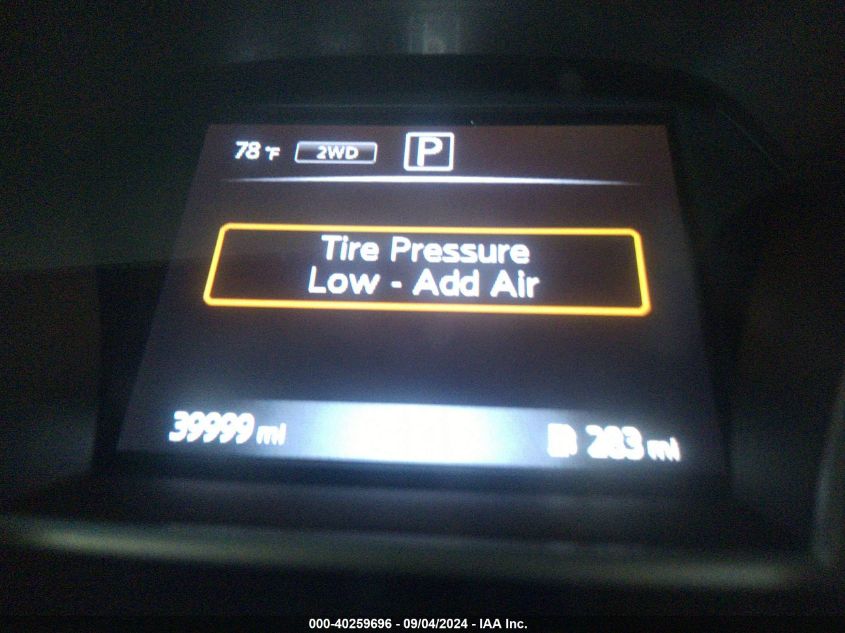 78 °F 2WD P
Tire Pressure
Low - Add Air
39999 mi 283 mi
000-40259696 - 09/04/2024 - IAA Inc.